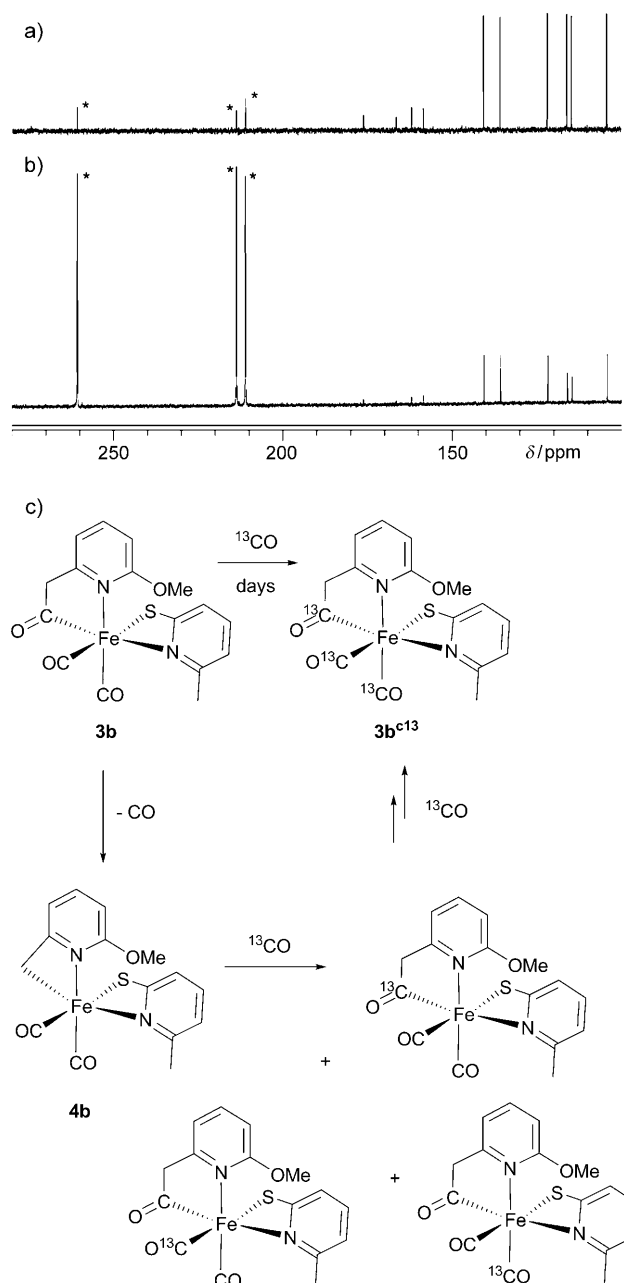 a)
*
*
*
b)
*
*
*
250 200 150 δ/ppm
c)
N
OMe
O
C
S
Fe
OC
N
CO
3b
13CO
days
N
OMe
13C
O
S
Fe
O13C
N
13CO
3bc13
- CO
13CO
N
OMe
S
Fe
OC
N
CO
4b
13CO
N
OMe
13C
O
S
Fe
OC
N
CO
+
N
OMe
O
C
S
Fe
O13C
N
CO
+
N
OMe
O
C
S
Fe
OC
N
13CO